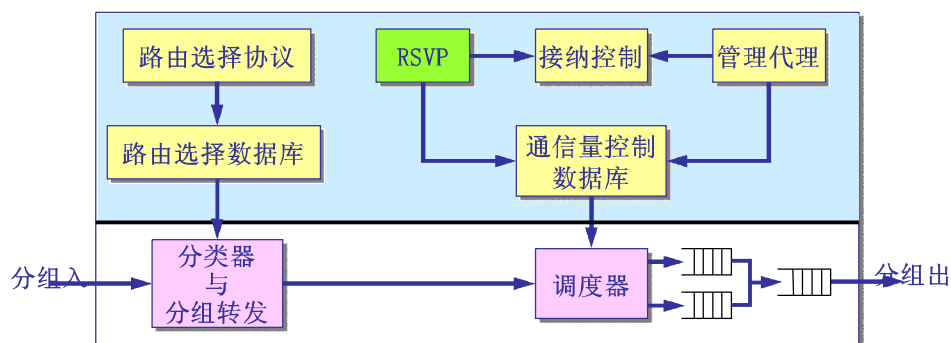 路由选择协议
RSVP
接纳控制
管理代理
路由选择数据库
通信量控制
数据库
分组入
分类器
与
分组转发
调度器
分组出